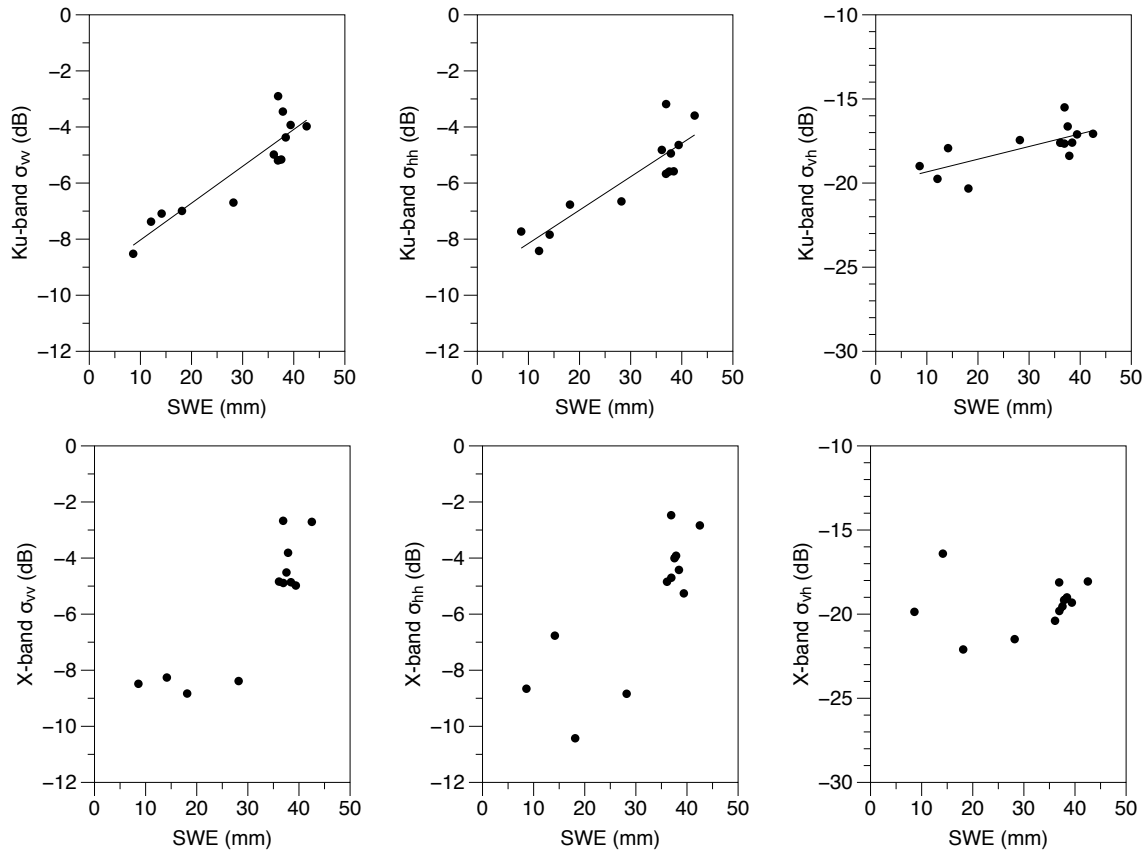 0
−2
−4
−6
−8
−10
−12
Ku-band σvv (dB)
0 10 20 30 40 50
SWE (mm)
0
−2
−4
−6
−8
−10
−12
Ku-band σhh (dB)
0 10 20 30 40 50
SWE (mm)
−10
−15
−20
−25
−30
Ku-band σvh (dB)
0 10 20 30 40 50
SWE (mm)
0
−2
−4
−6
−8
−10
−12
X-band σvv (dB)
0 10 20 30 40 50
SWE (mm)
0
−2
−4
−6
−8
−10
−12
X-band σhh (dB)
0 10 20 30 40 50
SWE (mm)
−10
−15
−20
−25
−30
X-band σvh (dB)
0 10 20 30 40 50
SWE (mm)